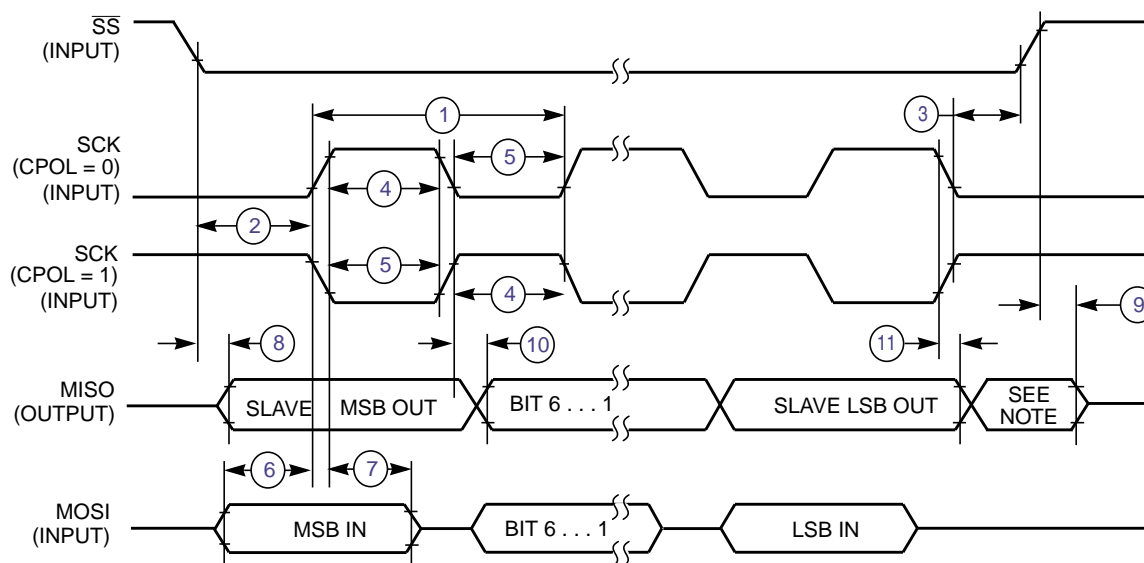 SS
(INPUT)
1
3
SCK
(CPOL = 0)
(INPUT)
5
4
2
SCK
(CPOL = 1)
(INPUT)
5
4
9
8
10
11
MISO
(OUTPUT)
SLAVE MSB OUT
BIT 6 . . . 1
SLAVE LSB OUT
SEE
NOTE
6
7
MOSI
(INPUT)
MSB IN
BIT 6 . . . 1
LSB IN